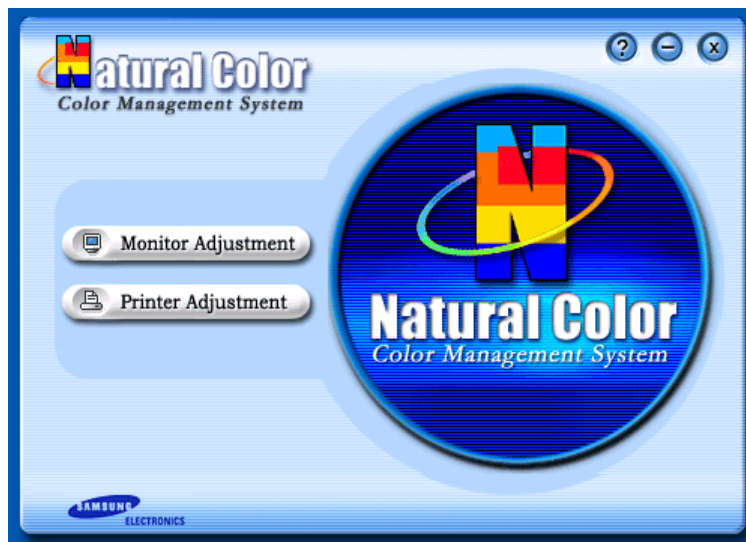 Natural Color
Color Management System
? − x
Monitor Adjustment
Printer Adjustment
N
Natural Color
Color Management System
SAMSUNG
ELECTRONICS